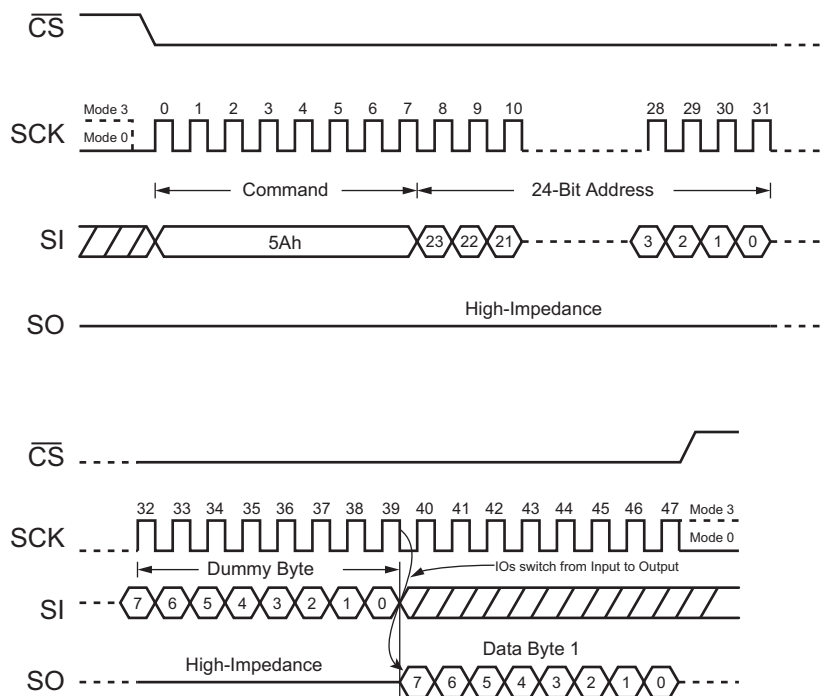 CS
Mode 3 0 1 2 3 4 5 6 7 8 9 10 28 29 30 31
SCK
Mode 0
Command 24-Bit Address
SI 5Ah 23 22 21 3 2 1 0
High-Impedance
SO
CS
32 33 34 35 36 37 38 39 40 41 42 43 44 45 46 47 Mode 3
SCK Mode 0
Dummy Byte IOs switch from Input to Output
SI 7 6 5 4 3 2 1 0
Data Byte 1
High-Impedance
SO 7 6 5 4 3 2 1 0